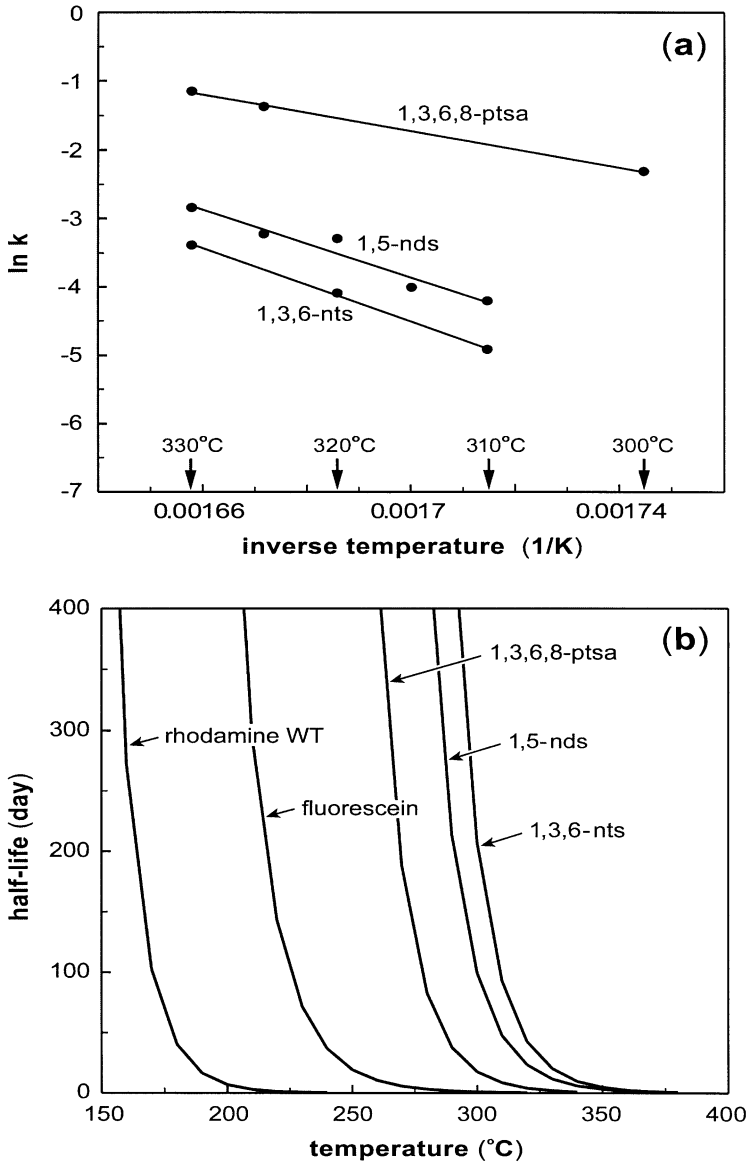 0
(a)
-1
1,3,6,8-ptsa
-2
-3
ln k
1,5-nds
-4
1,3,6-nts
-5
-6
330°C 320°C 310°C 300°C
-7
0.00166 0.0017 0.00174
inverse temperature (1/K)
400
(b)
1,3,6,8-ptsa
300
rhodamine WT
1,5-nds
half-life (day)
fluorescein
200
1,3,6-nts
100
0
150 200 250 300 350 400
temperature (°C)